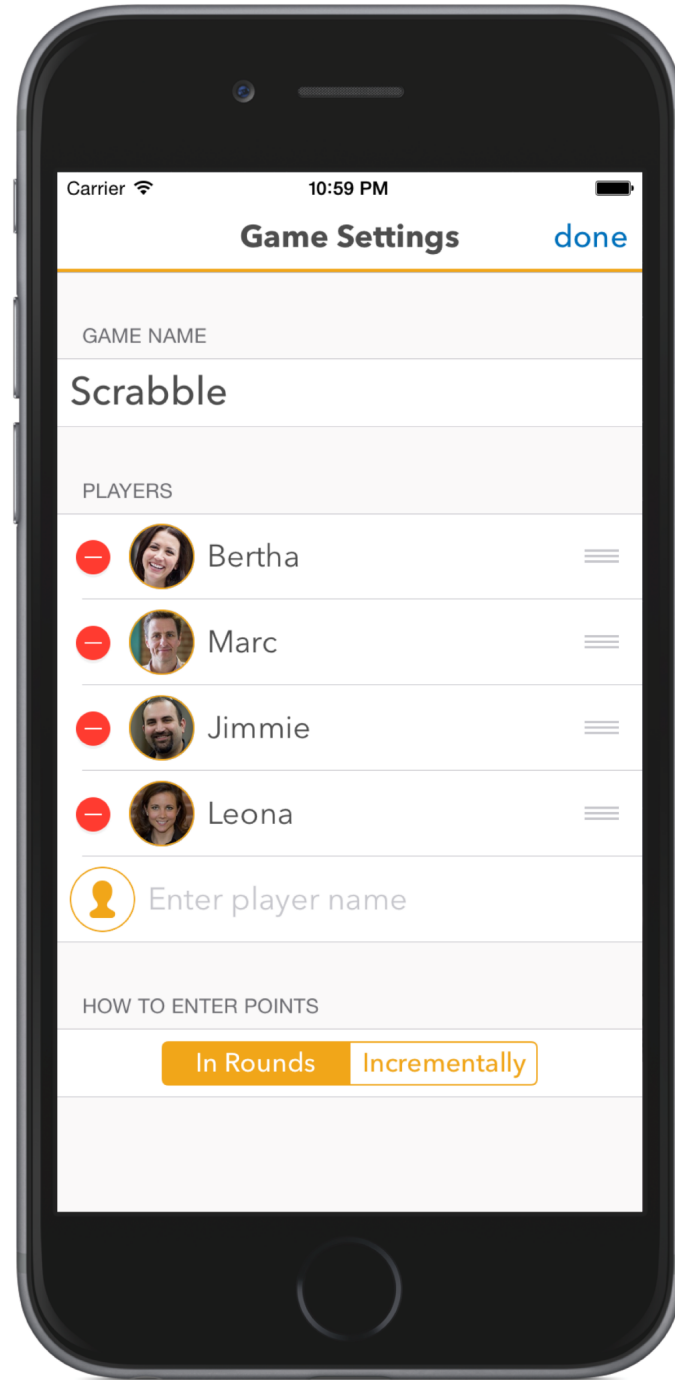 Carrier 10:59 PM
Game Settings done
GAME NAME
Scrabble
PLAYERS
Bertha
Marc
Jimmie
Leona
Enter player name
HOW TO ENTER POINTS
In Rounds Incrementally